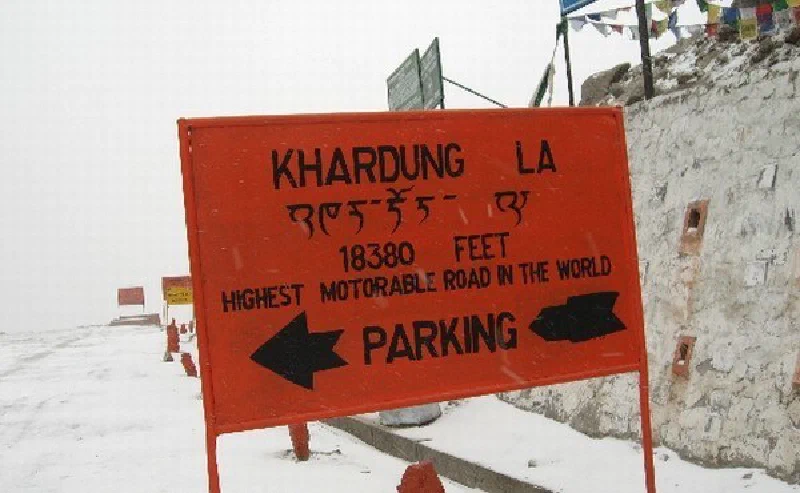 KHARDUNG LA
18380 FEET
HIGHEST MOTORABLE ROAD IN THE WORLD
PARKING